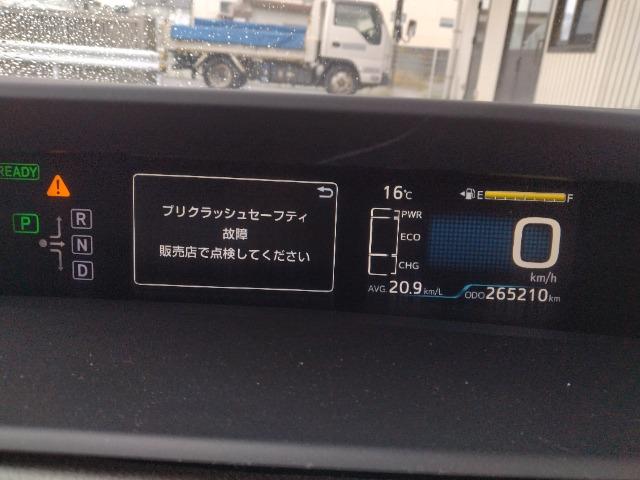 READY
P
R
N
D
プリクラッシュセーフティ
故障
販売店で点検してください
16℃
E F
PWR
ECO
CHG
0
km/h
AVG. 20.9 km/L
ODO 265210 km